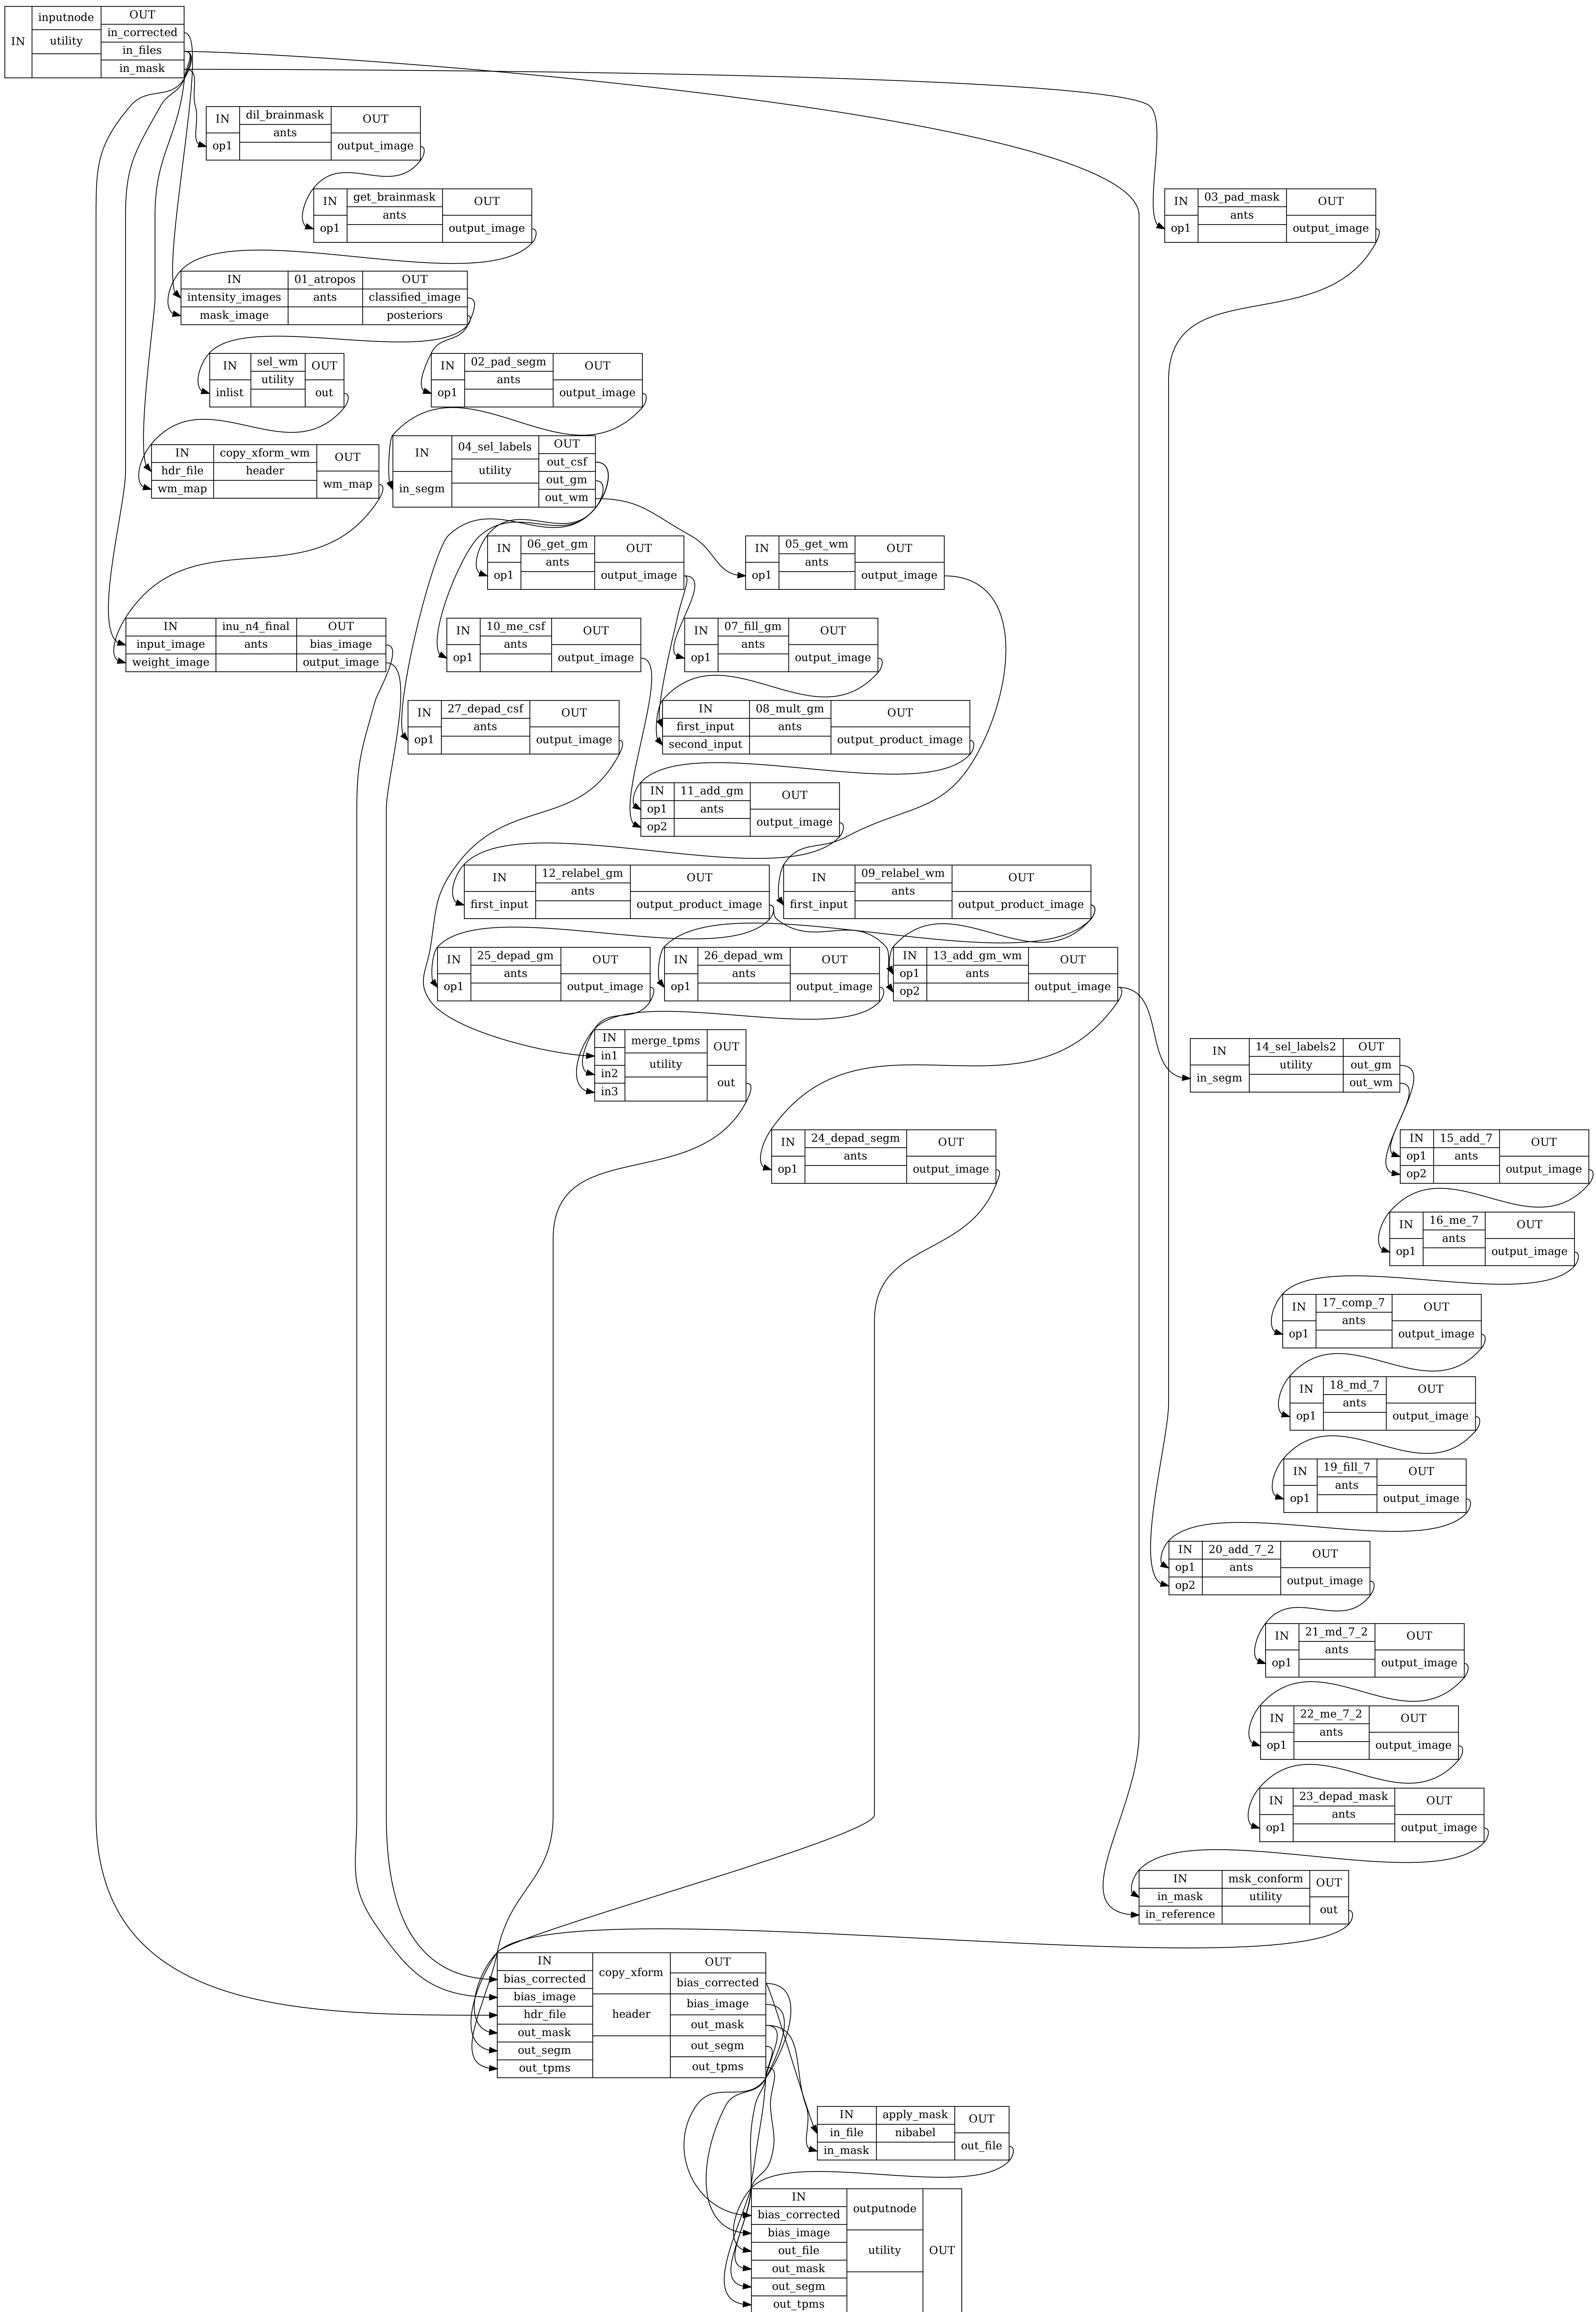 inputnode OUT
in_corrected
IN utility in_files
in_mask
IN dil_brainmask OUT
ants
op1 output_image
IN get_brainmask OUT
ants
op1 output_image
IN 03_pad_mask OUT
ants
op1 output_image
IN 01_atropos OUT
intensity_images ants classified_image
mask_image posteriors
IN sel_wm OUT
utility
inlist out
IN 02_pad_segm OUT
ants
op1 output_image
IN copy_xform_wm OUT
hdr_file header
wm_map wm_map
IN 04_sel_labels OUT
out_csf
utility out_gm
in_segm out_wm
IN 06_get_gm OUT
ants
op1 output_image
IN 05_get_wm OUT
ants
op1 output_image
IN inu_n4_final OUT
input_image ants bias_image
weight_image output_image
IN 10_me_csf OUT
ants
op1 output_image
IN 07_fill_gm OUT
ants
op1 output_image
IN 27_depad_csf OUT
ants
op1 output_image
IN 08_mult_gm OUT
first_input ants
second_input output_product_image
IN 11_add_gm OUT
op1 ants
op2 output_image
IN 12_relabel_gm OUT
ants
first_input output_product_image
IN 09_relabel_wm OUT
ants
first_input output_product_image
IN 25_depad_gm OUT
ants
op1 output_image
IN 26_depad_wm OUT
ants
op1 output_image
IN 13_add_gm_wm OUT
op1 ants
op2 output_image
IN merge_tpms OUT
in1
in2 utility
in3 out
IN 14_sel_labels2 OUT
utility out_gm
in_segm out_wm
IN 24_depad_segm OUT
ants
op1 output_image
IN 15_add_7 OUT
op1 ants
op2 output_image
IN 16_me_7 OUT
ants
op1 output_image
IN 17_comp_7 OUT
ants
op1 output_image
IN 18_md_7 OUT
ants
op1 output_image
IN 19_fill_7 OUT
ants
op1 output_image
IN 20_add_7_2 OUT
op1 ants
op2 output_image
IN 21_md_7_2 OUT
ants
op1 output_image
IN 22_me_7_2 OUT
ants
op1 output_image
IN 23_depad_mask OUT
ants
op1 output_image
IN msk_conform OUT
in_mask utility
in_reference out
IN copy_xform OUT
bias_corrected bias_corrected
bias_image bias_image
hdr_file header out_mask
out_mask out_segm
out_segm out_tpms
out_tpms
IN apply_mask OUT
in_file nibabel
in_mask out_file
IN outputnode
bias_corrected
bias_image
out_file utility OUT
out_mask
out_segm
out_tpms